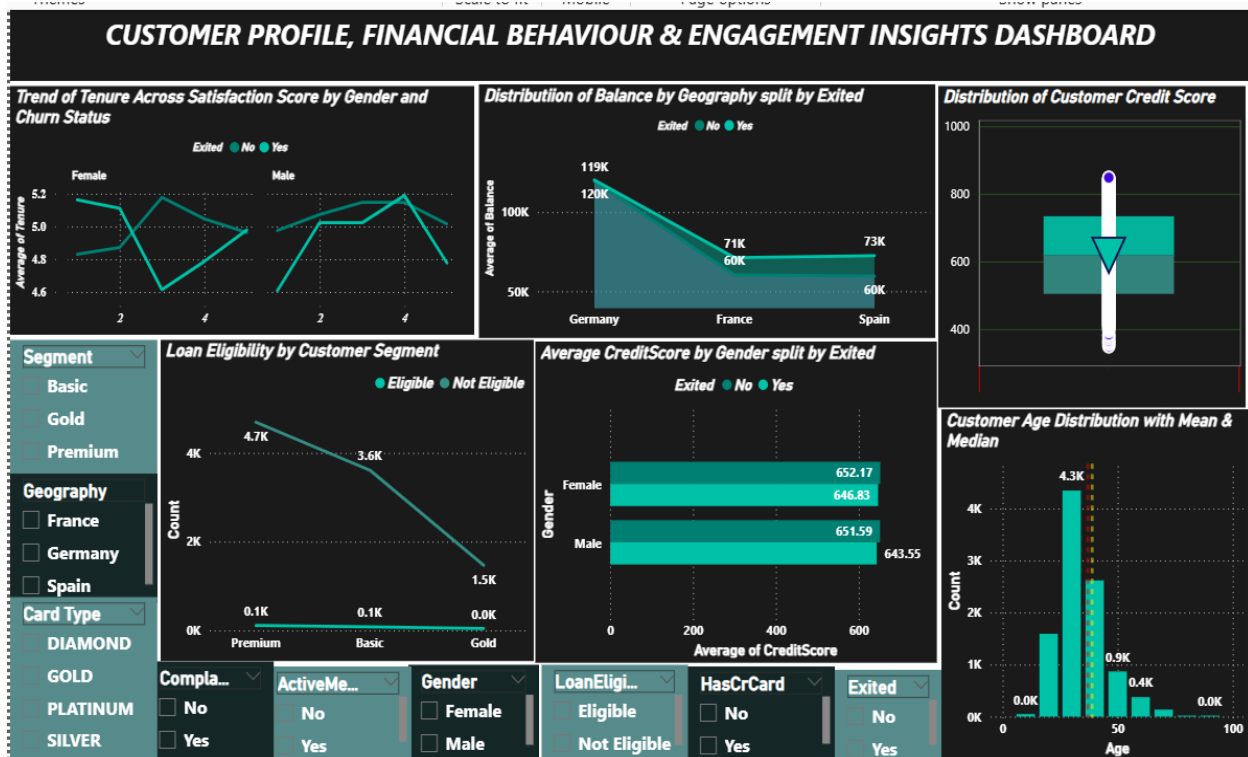 Themes
Scale to fit
Mobile
Page options
Show panes
CUSTOMER PROFILE, FINANCIAL BEHAVIOUR & ENGAGEMENT INSIGHTS DASHBOARD
Trend of Tenure Across Satisfaction Score by Gender and
Churn Status
Exited No Yes
Female
Male
Average of Tenure
5.2
5.0
4.8
4.6
2
4
2
4
Distributiion of Balance by Geography split by Exited
Exited No Yes
Average of Balance
100K
50K
119K
120K
71K
60K
73K
60K
Germany
France
Spain
Distribution of Customer Credit Score
1000
800
600
400
Segment
Basic
Gold
Premium
Geography
France
Germany
Spain
Card Type
DIAMOND
GOLD
PLATINUM
SILVER
Loan Eligibility by Customer Segment
Eligible Not Eligible
Count
4K
2K
0K
4.7K
3.6K
1.5K
0.1K
0.1K
0.0K
Premium
Basic
Gold
Average CreditScore by Gender split by Exited
Exited No Yes
Gender
Female
652.17
646.83
Male
651.59
643.55
0
200
400
600
Average of CreditScore
Customer Age Distribution with Mean &
Median
Count
4K
3K
2K
1K
0K
0.0K
4.3K
0.9K
0.4K
0.0K
0
50
100
Age
Compla...
No
Yes
ActiveMe...
No
Yes
Gender
Female
Male
LoanEligi...
Eligible
Not Eligible
HasCrCard
No
Yes
Exited
No
Yes